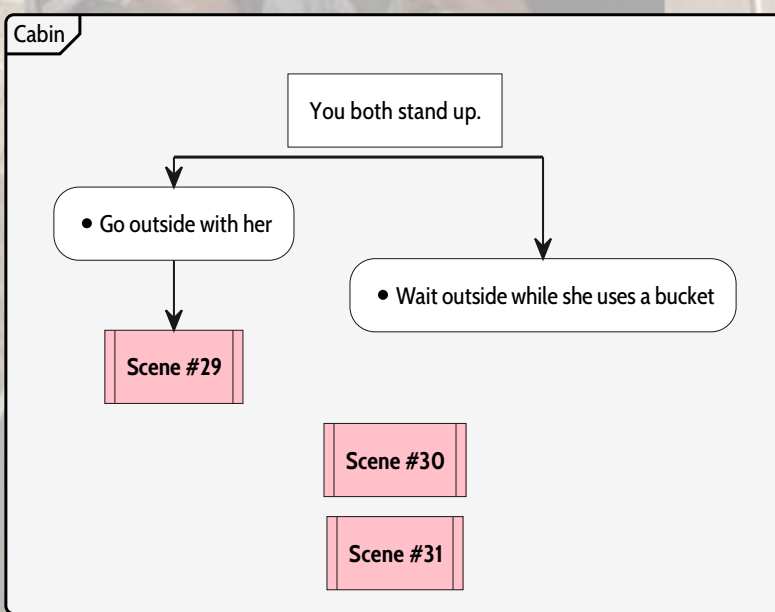 Cabin
You both stand up.
• Go outside with her
• Wait outside while she uses a bucket
Scene #29
Scene #30
Scene #31